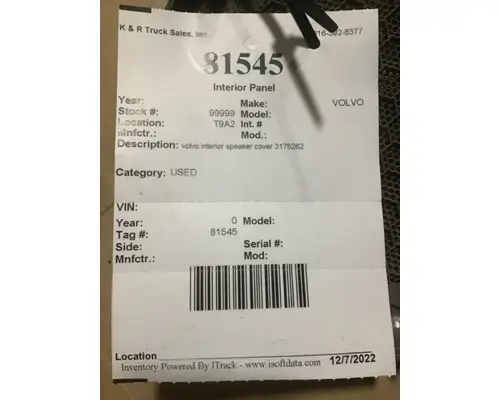 K & R Truck Sales, Inc.
81545
Interior Panel
Year: Make: VOLVO
Stock #: 99999 Model:
Location: T9A2 Int. #
Mnfctr.: Mod.:
Description: volvo interior speaker cover 3175262
Category: USED
VIN:
Year: 0 Model:
Tag #: 81545
Side: Serial #:
Mnfctr.: Mod:
Location
Inventory Powered By ITrack - www.isoftdata.com 12/7/2022